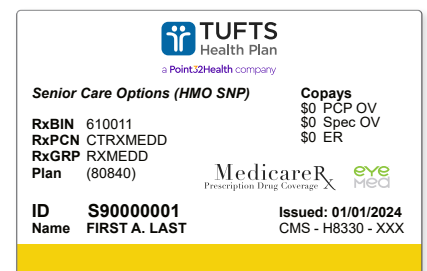 TUFTS
Health Plan
a Point32Health company
Senior Care Options (HMO SNP)
Copays
$0 PCP OV
$0 Spec OV
$0 ER
RxBIN 610011
RxPCN CTRXMEDD
RxGRP RXMEDD
Plan (80840)
MedicareRx
Prescription Drug Coverage
eye
Med
ID S90000001
Name FIRST A. LAST
Issued: 01/01/2024
CMS - H8330 - XXX